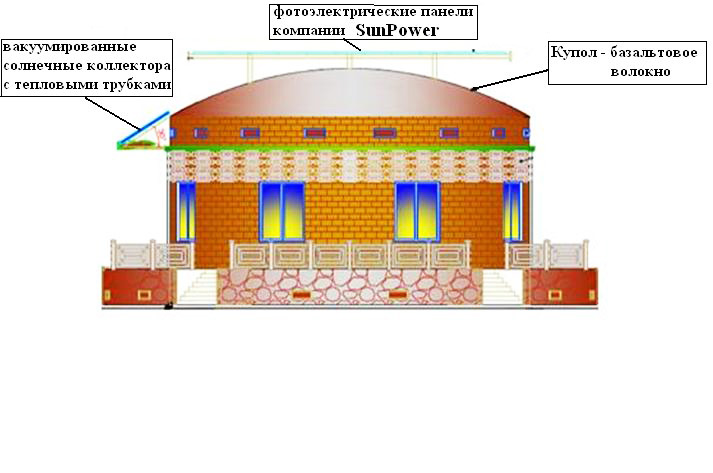 фотоэлектрические панели
компании SunPower
вакуумированные
солнечные коллектора
с тепловыми трубками
Купол - базальтовое
волокно